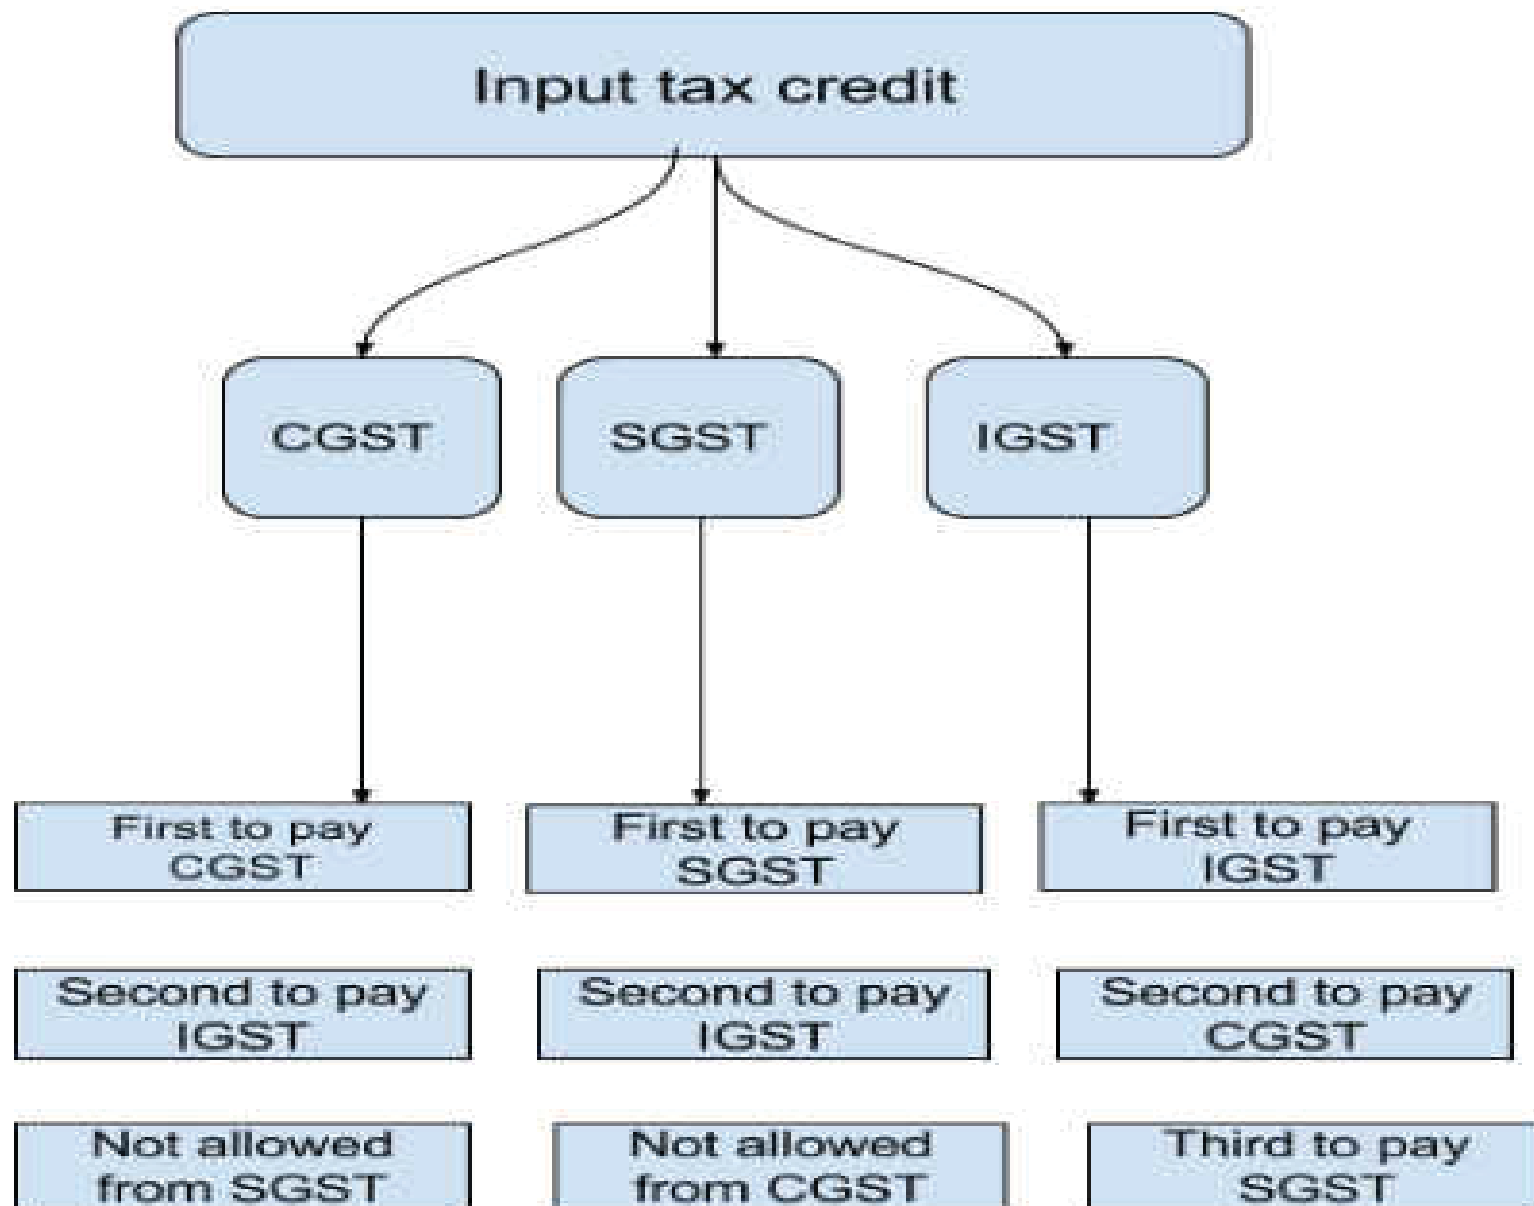 Input tax credit
CGST
SGST
IGST
First to pay
CGST
First to pay
SGST
First to pay
IGST
Second to pay
IGST
Second to pay
IGST
Second to pay
CGST
Not allowed
from SGST
Not allowed
from CGST
Third to pay
SGST